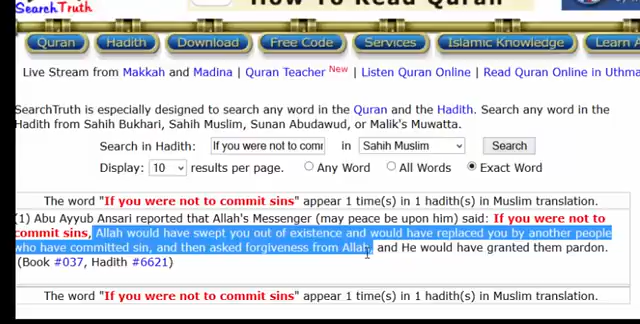 How To Read Quran
SearchTruth
Quran Hadith Download Free Code Services Islamic Knowledge Learn A
Live Stream from Makkah and Madina | Quran Teacher New | Listen Quran Online | Read Quran Online in Uthma
SearchTruth is especially designed to search any word in the Quran and the Hadith. Search any word in the
Hadith from Sahih Bukhari, Sahih Muslim, Sunan Abudawud, or Malik's Muwatta.
Search in Hadith: If you were not to comm in Sahih Muslim Search
Display: 10 results per page. Any Word All Words Exact Word
The word "If you were not to commit sins" appear 1 time(s) in 1 hadith(s) in Muslim translation.
(1) Abu Ayyub Ansari reported that Allah's Messenger (may peace be upon him) said: If you were not to
commit sins, Allah would have swept you out of existence and would have replaced you by another people
who have committed sin, and then asked forgiveness from Allah, and He would have granted them pardon.
(Book #037, Hadith #6621)
The word "If you were not to commit sins" appear 1 time(s) in 1 hadith(s) in Muslim translation.